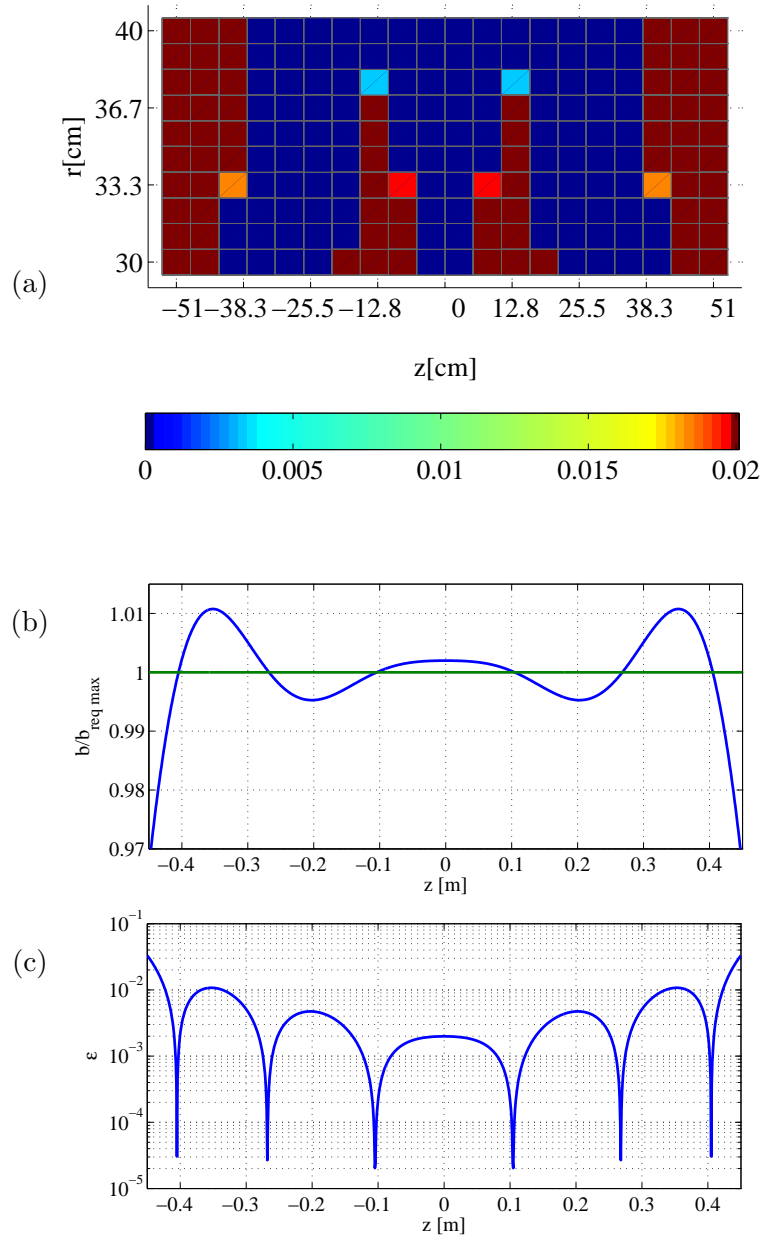 40
36.7
33.3
30
r[cm]
(a)
−51 −38.3 −25.5 −12.8 0 12.8 25.5 38.3 51
z[cm]
0 0.005 0.01 0.015 0.02
(b)
1.01
1
0.99
0.98
0.97
b/b_req max
−0.4 −0.3 −0.2 −0.1 0 0.1 0.2 0.3 0.4
z [m]
(c)
10^−1
10^−2
10^−3
10^−4
10^−5
ε
−0.4 −0.3 −0.2 −0.1 0 0.1 0.2 0.3 0.4
z [m]